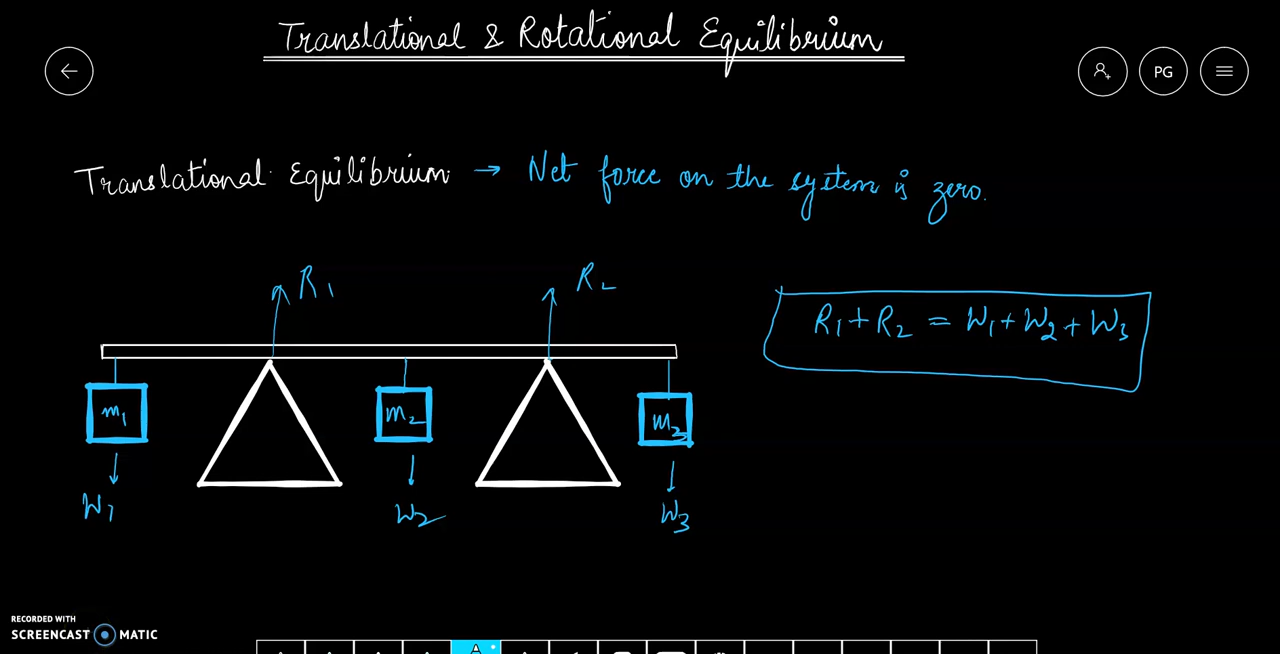 Translational & Rotational Equilibrium
PG
Translational Equilibrium → Net force on the system is zero.
R1 R2
R1 + R2 = W1 + W2 + W3
m1 m2 m3
W1 W2 W3
RECORDED WITH
SCREENCAST MATIC